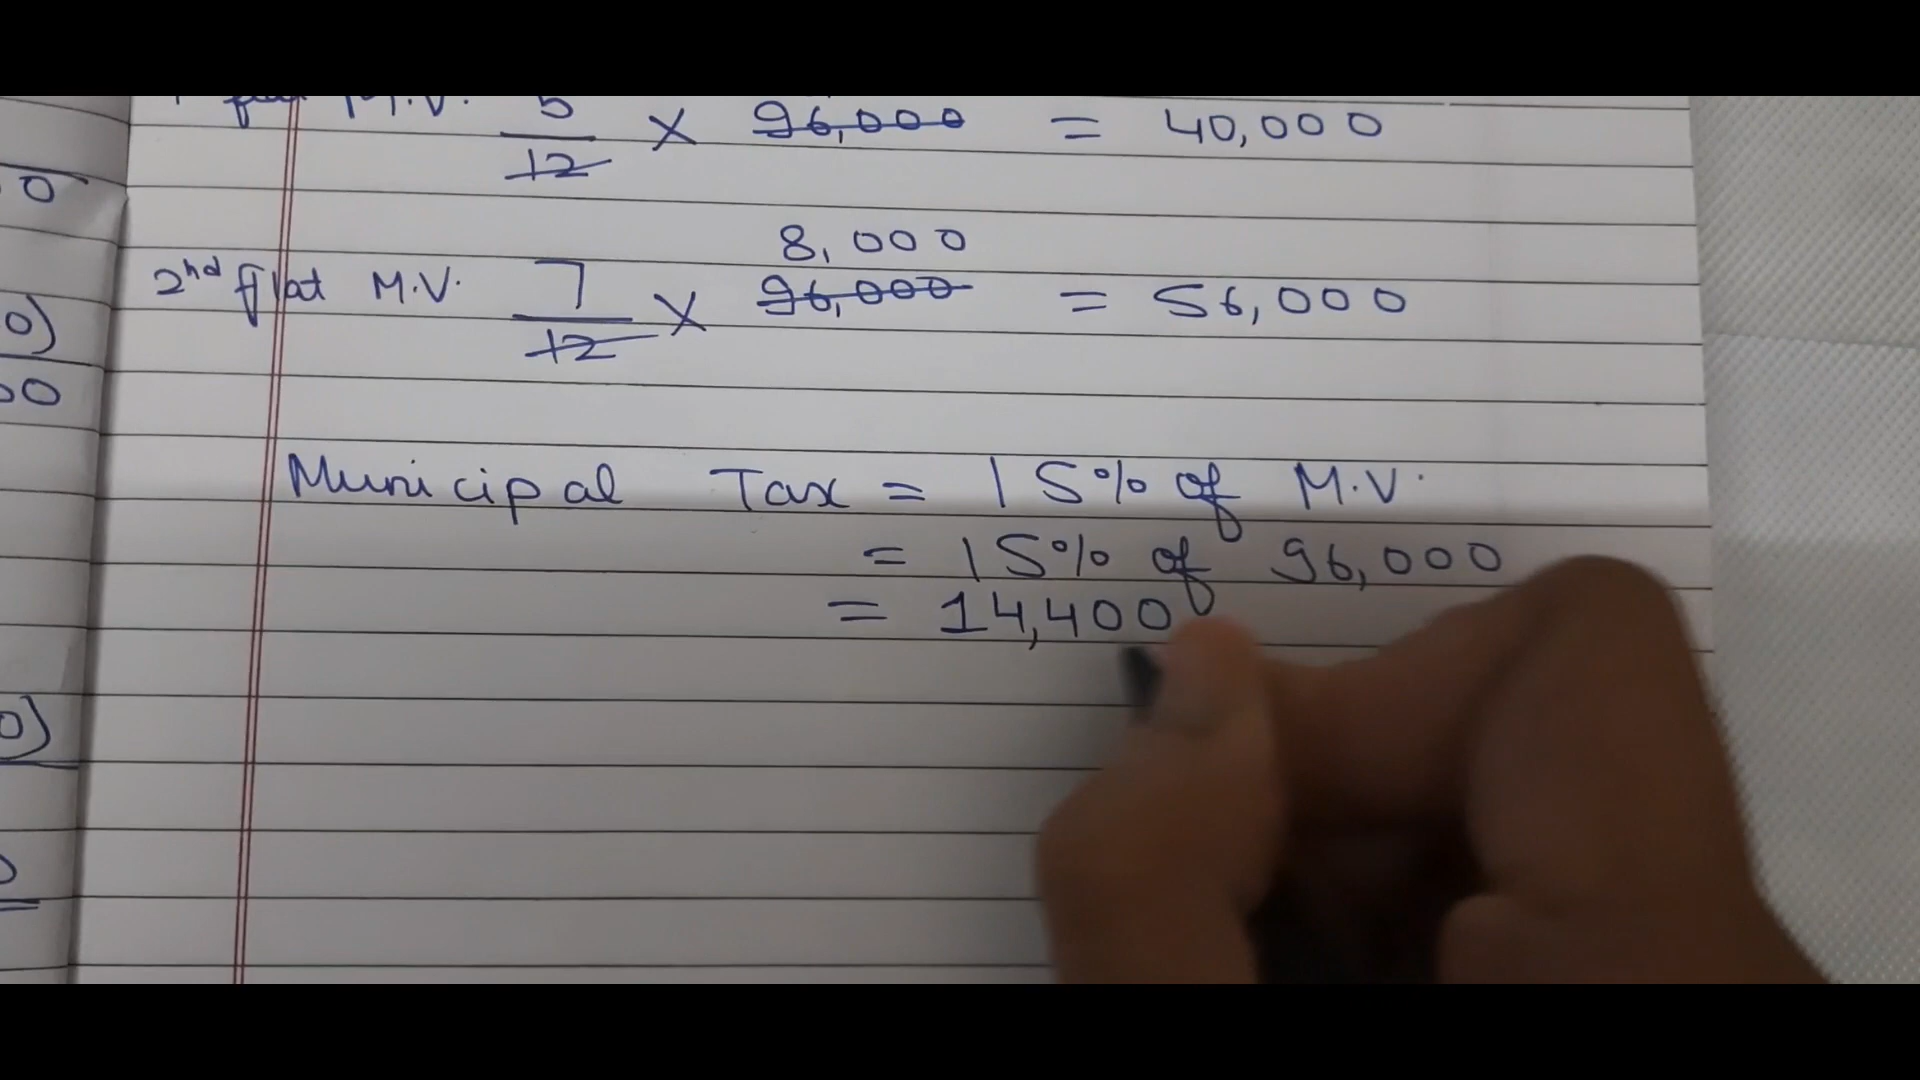 flat M.V. 5/12 × 96,000 = 40,000
8,000
2nd flat M.V. 7/12 × 96,000 = 56,000
Municipal Tax = 15% of M.V.
= 15% of 96,000
= 14,400